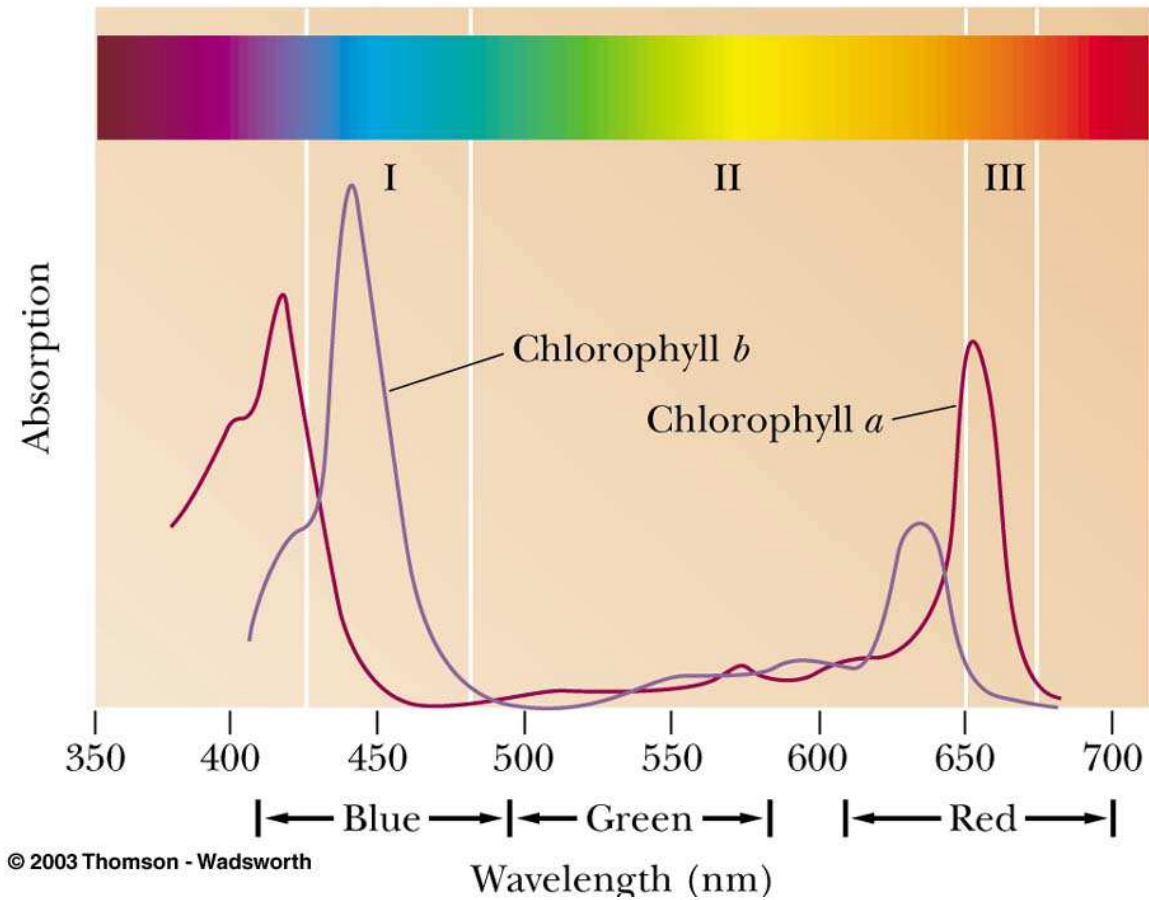 I II III
Absorption
Chlorophyll b
Chlorophyll a
350 400 450 500 550 600 650 700
Blue Green Red
© 2003 Thomson - Wadsworth
Wavelength (nm)